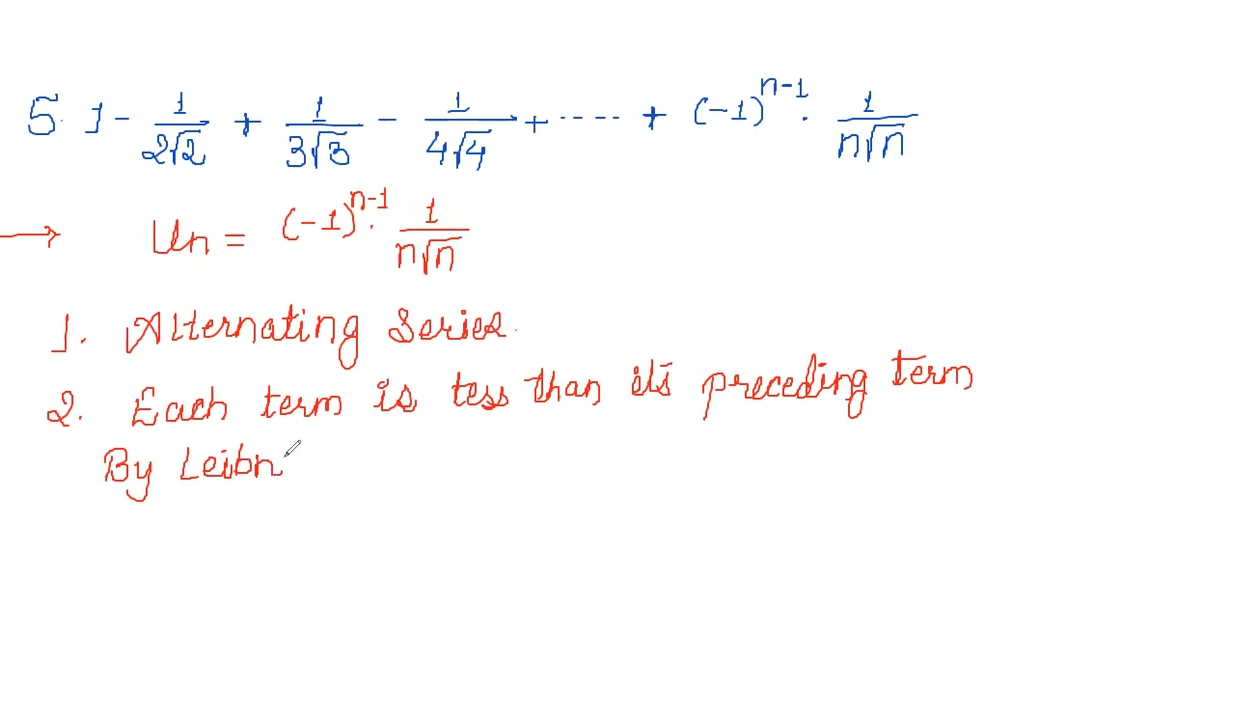 5. 1 - 1/2√2 + 1/3√3 - 1/4√4 + ..... + (-1)^n-1 . 1/n√n
→ Un = (-1)^n-1 . 1/n√n
1. Alternating Series.
2. Each term is less than its preceding term
By Leibn